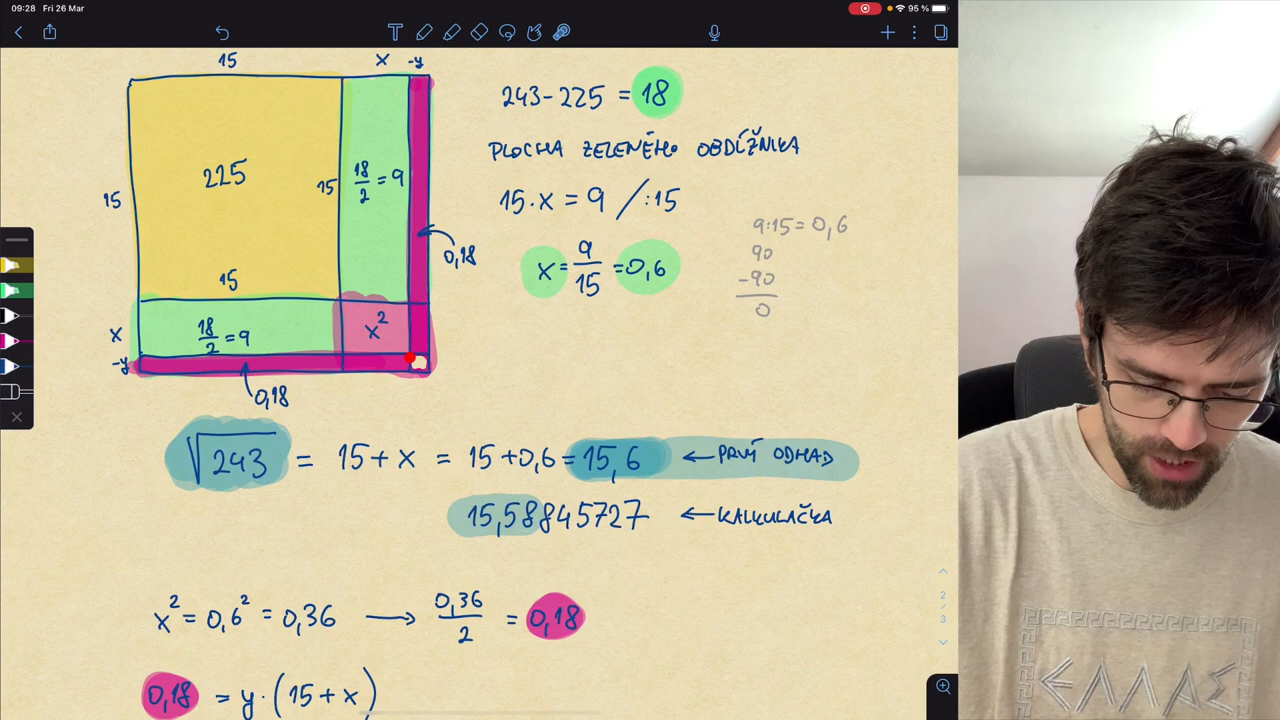 09:28 Fri 26 Mar
95 %
15 x -y
243-225 = 18
PLOCHA ZELENÉHO OBDĹŽNIKA
15 225 15 18/2 = 9
15·x = 9 /:15
9:15=0,6
90
-90
0
0,18
x = 9/15 = 0,6
15
x 18/2 = 9 x²
-y
0,18
√243 = 15+x = 15+0,6 = 15,6 ← PRVÝ ODHAD
15,58845727 ← KALKULAČKA
x² = 0,6² = 0,36 → 0,36/2 = 0,18
0,18 = y·(15+x)
2
/
3
ΕΛΛΑΣ